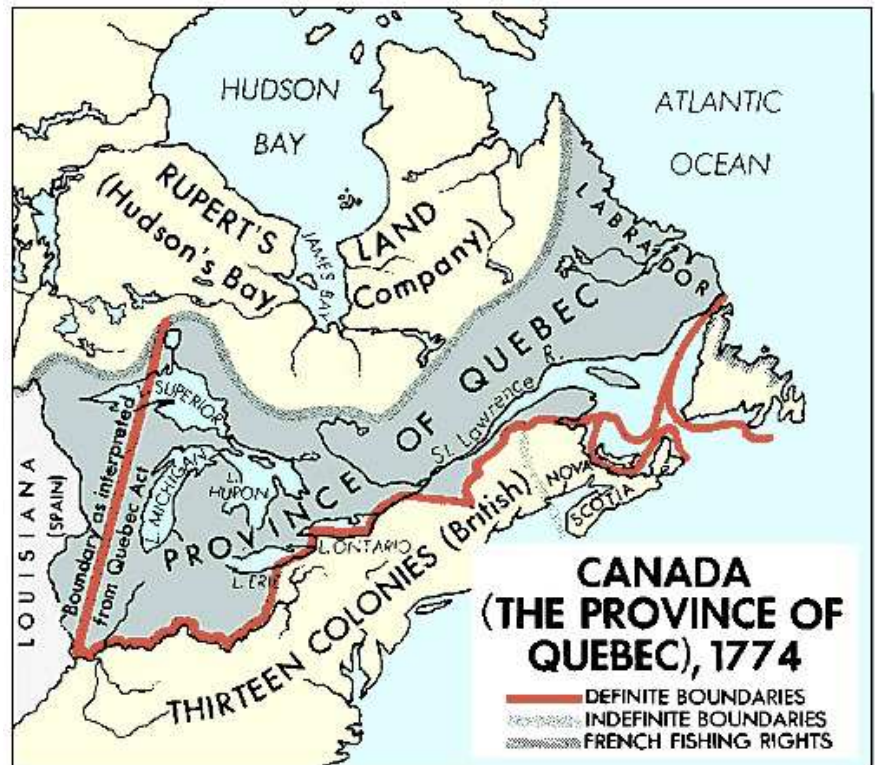 HUDSON
BAY
ATLANTIC
OCEAN
RUPERT'S
(Hudson's Bay
LAND
Company)
JAMES BAY
LABRADOR
PROVINCE OF QUEBEC
St. Lawrence R.
L. SUPERIOR
L. MICHIGAN
L.
HURON
L. ONTARIO
L. ERIE
LOUISIANA
(SPAIN)
Boundary as interpreted
from Quebec Act
NOVA
SCOTIA
THIRTEEN COLONIES (British)
CANADA
(THE PROVINCE OF
QUEBEC), 1774
DEFINITE BOUNDARIES
INDEFINITE BOUNDARIES
FRENCH FISHING RIGHTS